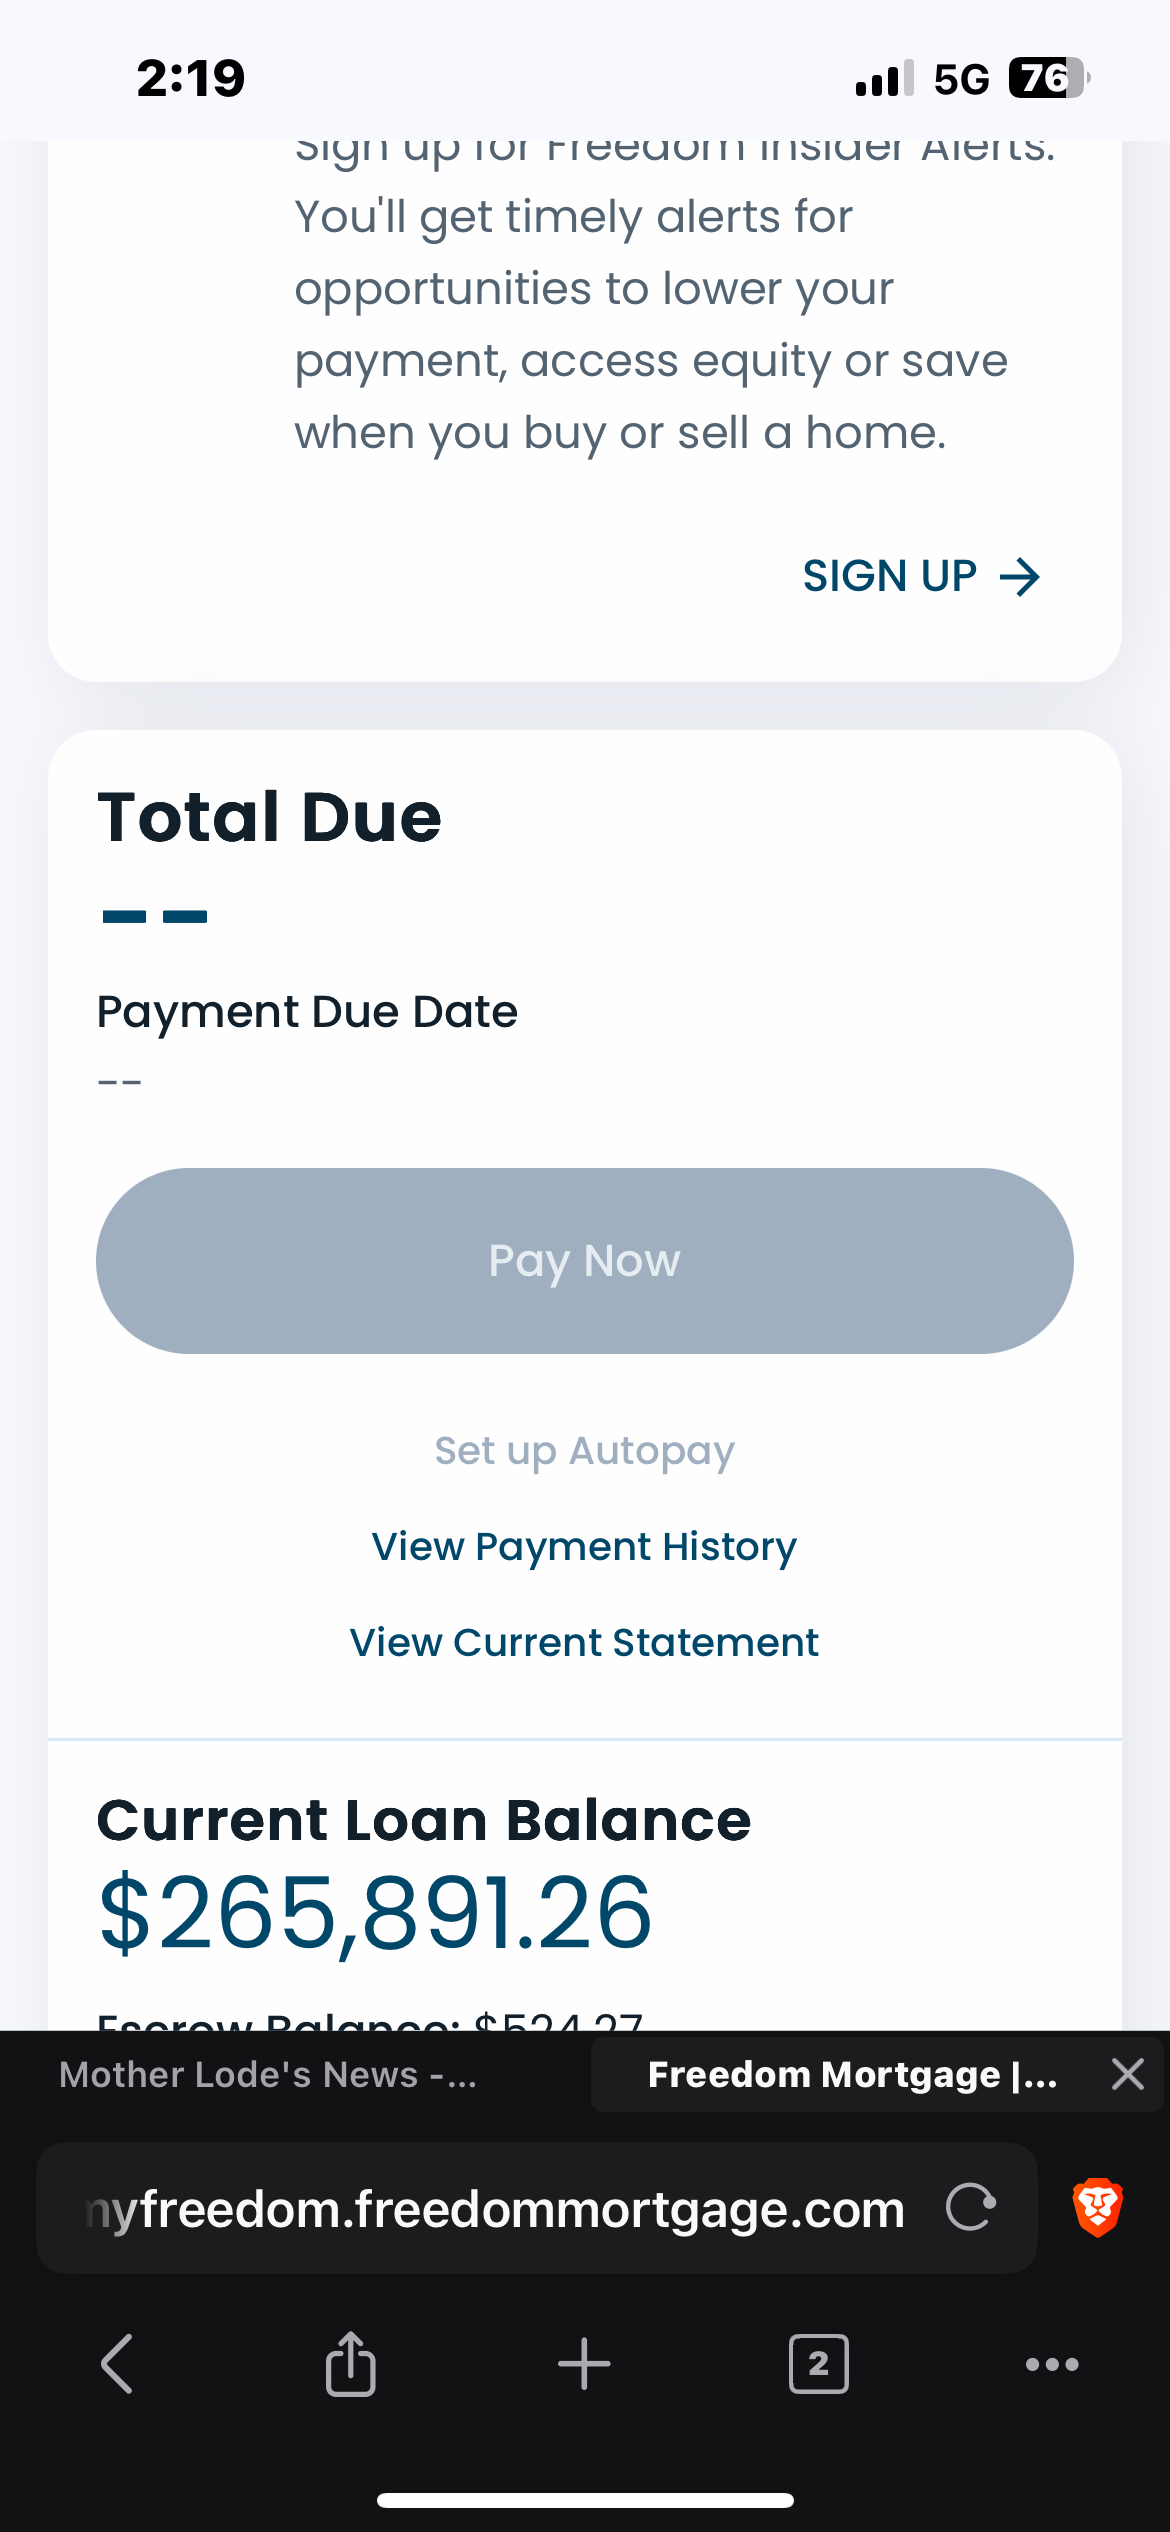 2:19
5G
76
Sign up for Freedom Insider Alerts.
You'll get timely alerts for
opportunities to lower your
payment, access equity or save
when you buy or sell a home.
SIGN UP →
Total Due
--
Payment Due Date
--
Pay Now
Set up Autopay
View Payment History
View Current Statement
Current Loan Balance
$265,891.26
Escrow Balance: $524.27
Mother Lode's News -...
Freedom Mortgage |...
myfreedom.freedommortgage.com
2